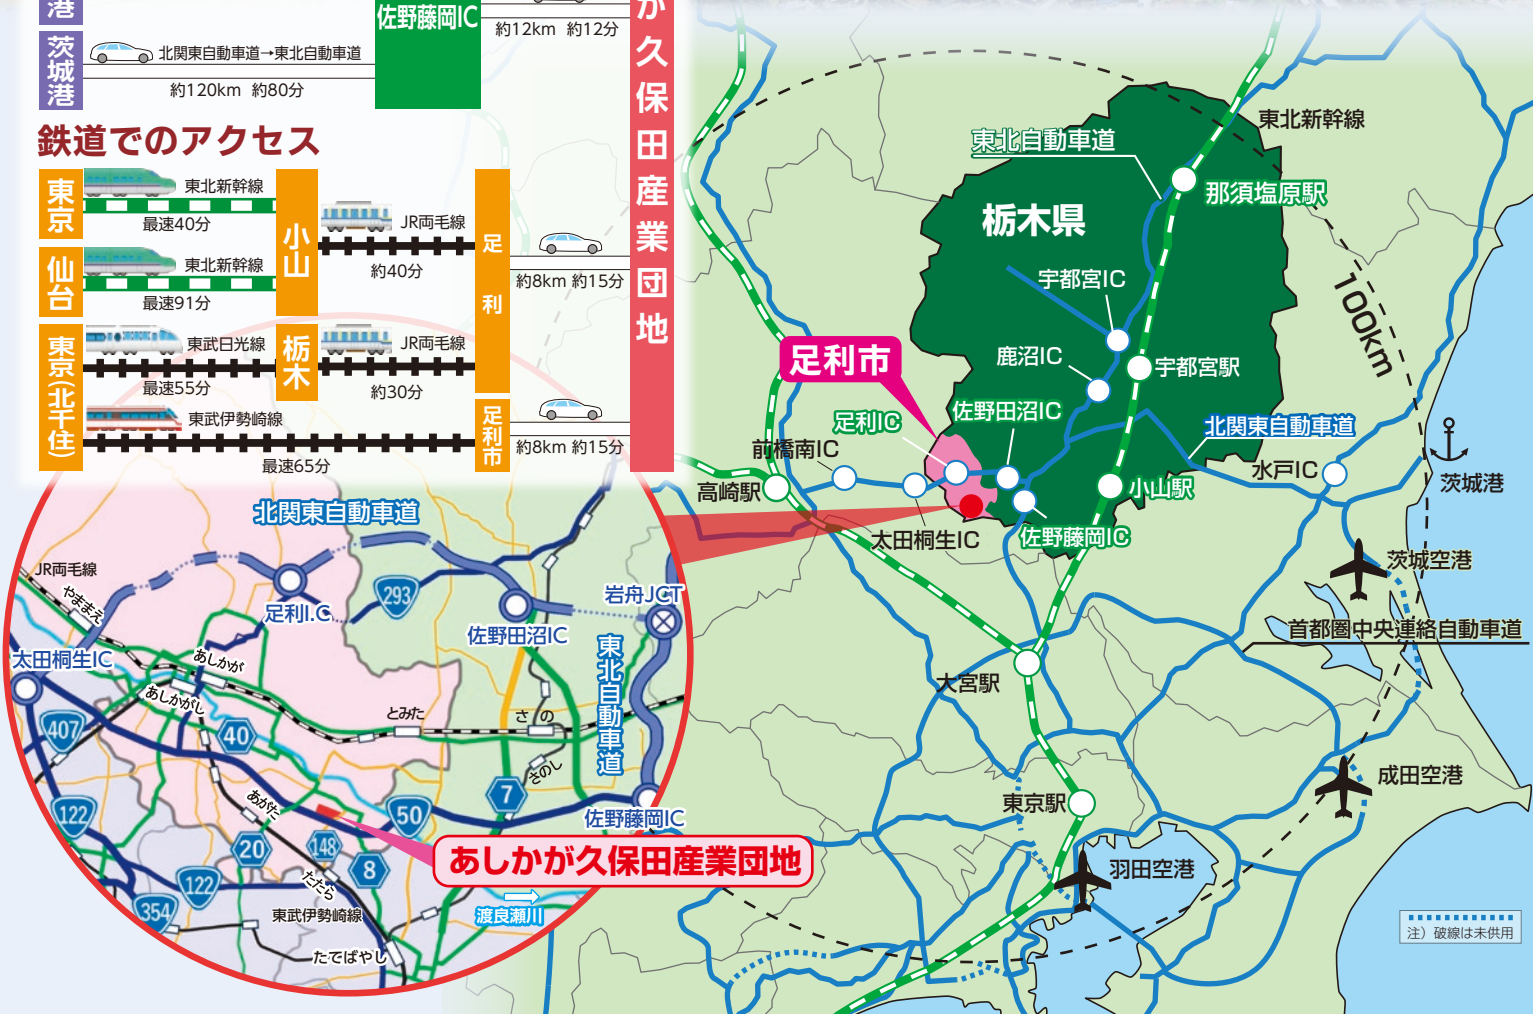 港
茨城港
北関東自動車道→東北自動車道
約120km 約80分
佐野藤岡IC
約12km 約12分
が久保田産業団地
鉄道でのアクセス
東京
東北新幹線
最速40分
仙台
東北新幹線
最速91分
小山
JR両毛線
約40分
足利
約8km 約15分
東京(北千住)
東武日光線
最速55分
栃木
JR両毛線
約30分
東武伊勢崎線
最速65分
足利市
約8km 約15分
東北新幹線
東北自動車道
那須塩原駅
栃木県
宇都宮IC
100km
足利市
鹿沼IC
宇都宮駅
足利IC
佐野田沼IC
北関東自動車道
前橋南IC
水戸IC
高崎駅
小山駅
茨城港
太田桐生IC
佐野藤岡IC
茨城空港
首都圏中央連絡自動車道
大宮駅
成田空港
東京駅
羽田空港
注）破線は未供用
北関東自動車道
JR両毛線
やままえ
足利I.C
293
佐野田沼IC
岩舟JCT
太田桐生IC
あしかが
あしかがし
東北自動車道
とみた
さの
407
40
さのし
7
あがた
122
50
佐野藤岡IC
あしかが久保田産業団地
20
148
8
122
たたら
354
東武伊勢崎線
渡良瀬川
たてばやし